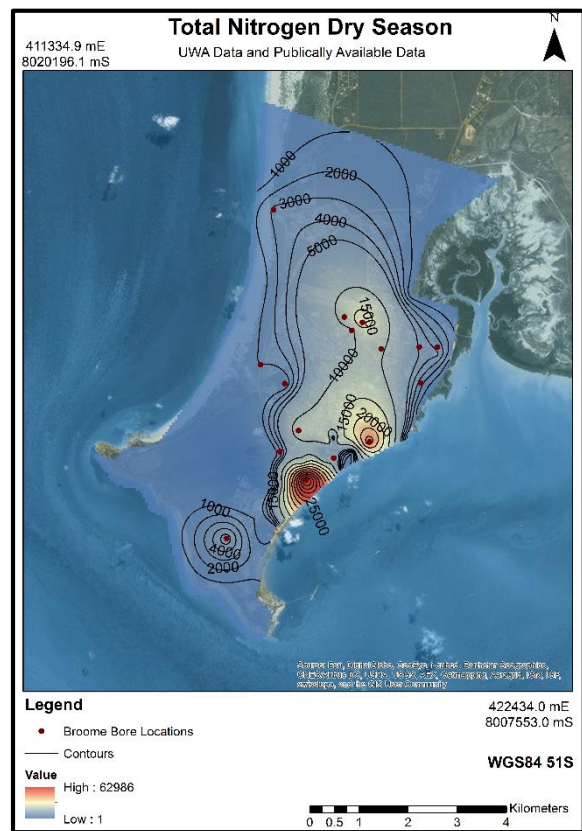 Total Nitrogen Dry Season
UWA Data and Publically Available Data
411334.9 mE
8020196.1 mS
N
1000
2000
3000
4000
5000
15000
10000
15000
20000
15000
25000
1000
4000
2000
Legend
Broome Bore Locations
Contours
Value
High : 62986
Low : 1
422434.0 mE
8007553.0 mS
WGS84 51S
Kilometers
0 0.5 1 2 3 4